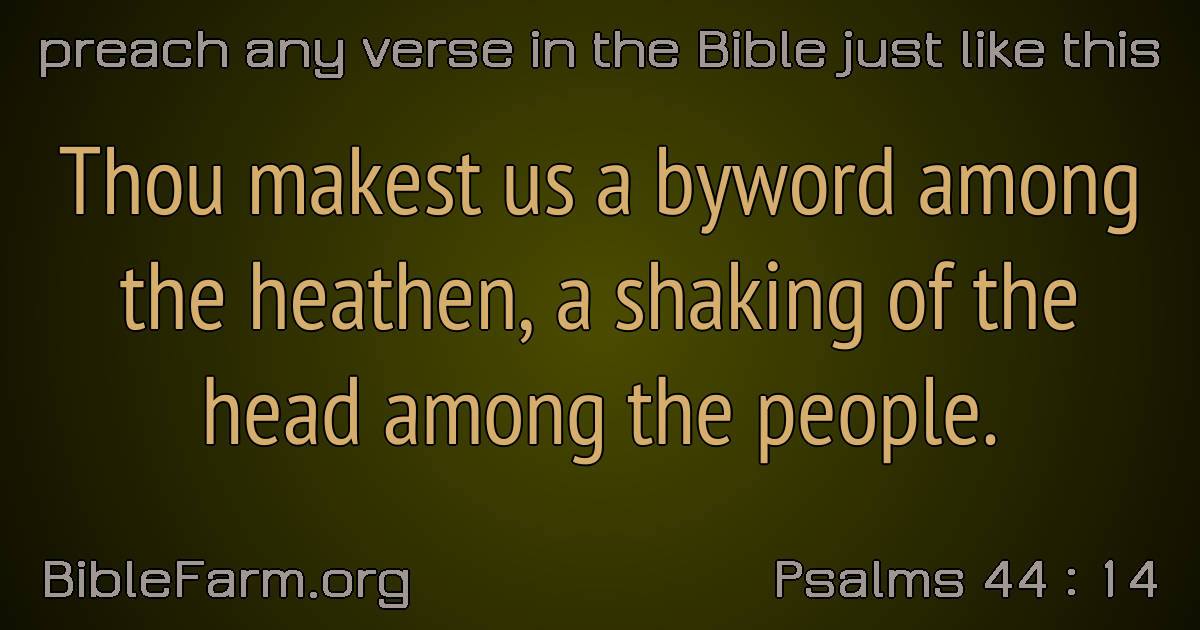 preach any verse in the Bible just like this
Thou makest us a byword among
the heathen, a shaking of the
head among the people.
BibleFarm.org
Psalms 44 : 14